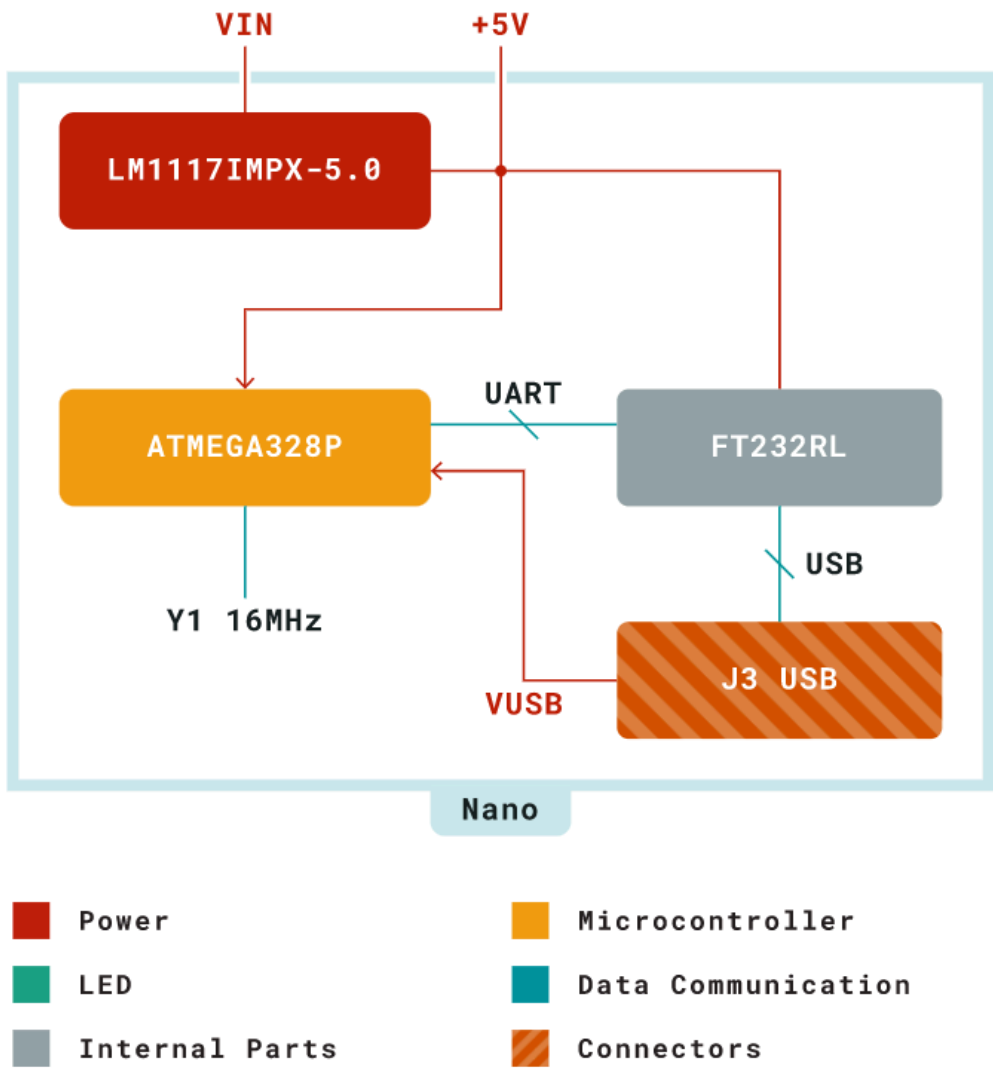 VIN
+5V
LM1117IMPX-5.0
UART
ATMEGA328P
FT232RL
USB
Y1 16MHz
J3 USB
VUSB
Nano
Power
Microcontroller
LED
Data Communication
Internal Parts
Connectors